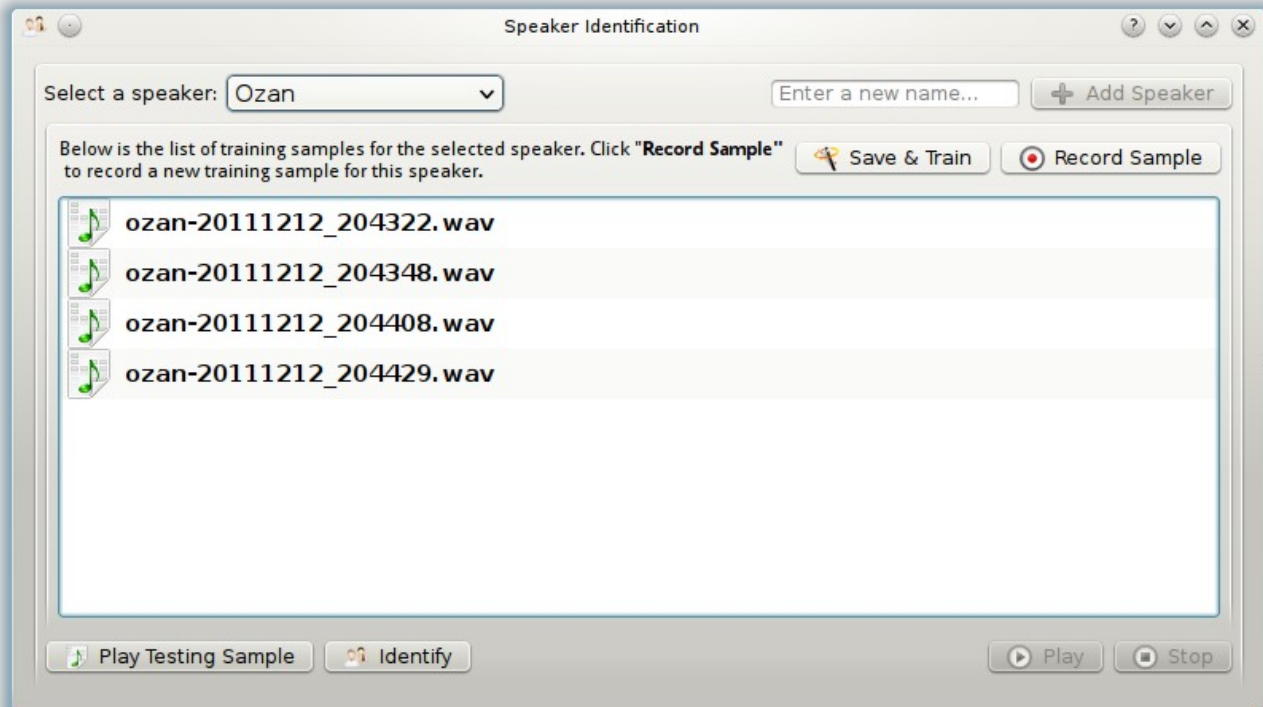 Speaker Identification
Select a speaker: Ozan Enter a new name... Add Speaker
Below is the list of training samples for the selected speaker. Click "Record Sample"
to record a new training sample for this speaker.
Save & Train Record Sample
ozan-20111212_204322.wav
ozan-20111212_204348.wav
ozan-20111212_204408.wav
ozan-20111212_204429.wav
Play Testing Sample Identify Play Stop